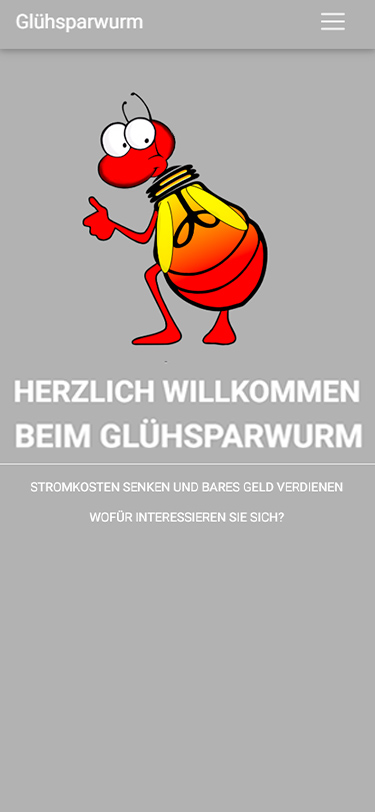 Glühsparwurm
HERZLICH WILLKOMMEN
BEIM GLÜHSPARWURM
STROMKOSTEN SENKEN UND BARES GELD VERDIENEN
WOFÜR INTERESSIEREN SIE SICH?